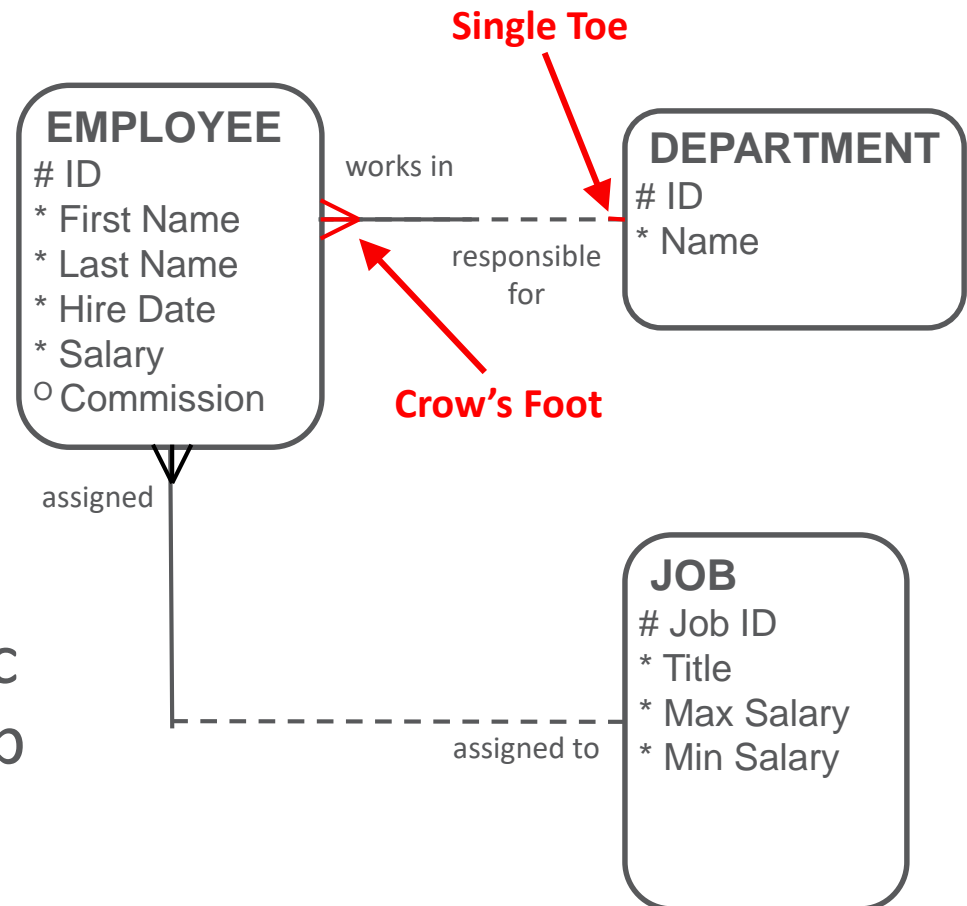 Single Toe
EMPLOYEE
# ID
* First Name
* Last Name
* Hire Date
* Salary
O Commission
works in
responsible
for
DEPARTMENT
# ID
* Name
Crow’s Foot
assigned
JOB
# Job ID
* Title
* Max Salary
* Min Salary
assigned to